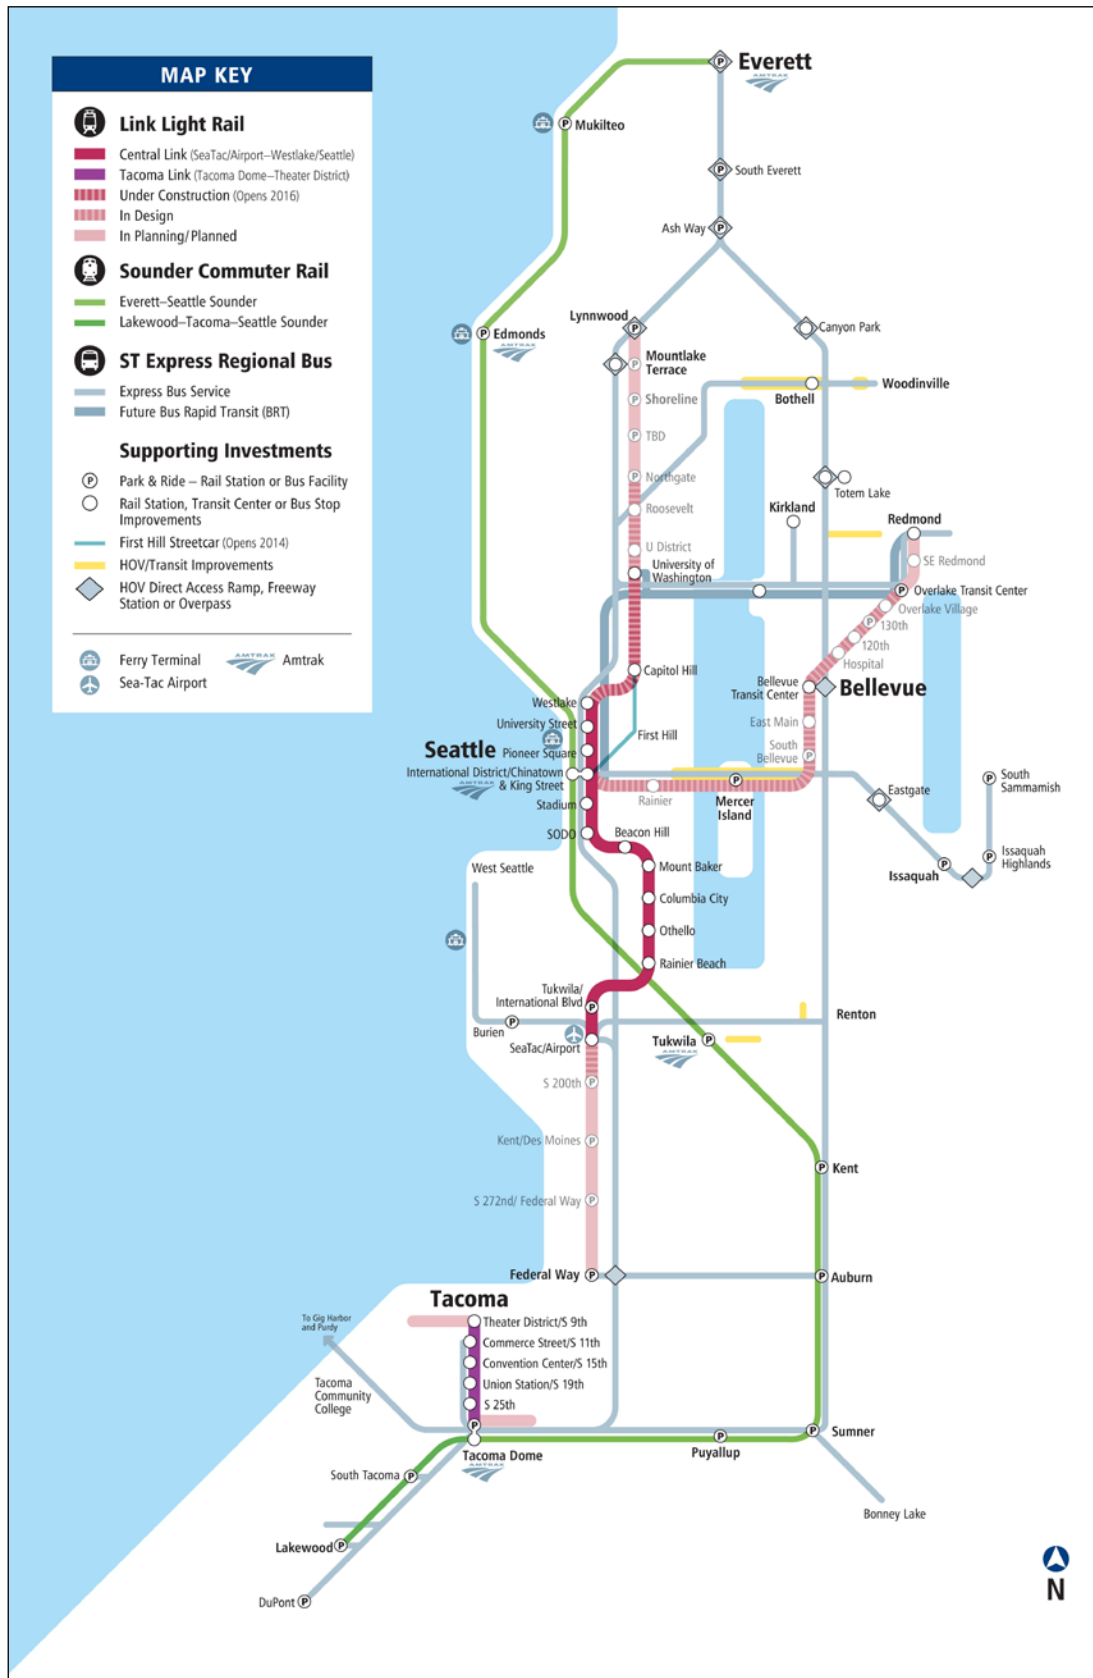 MAP KEY
Link Light Rail
Central Link (SeaTac/Airport–Westlake/Seattle)
Tacoma Link (Tacoma Dome–Theater District)
Under Construction (Opens 2016)
In Design
In Planning/Planned
Sounder Commuter Rail
Everett–Seattle Sounder
Lakewood–Tacoma–Seattle Sounder
ST Express Regional Bus
Express Bus Service
Future Bus Rapid Transit (BRT)
Supporting Investments
P Park & Ride – Rail Station or Bus Facility
Rail Station, Transit Center or Bus Stop
Improvements
First Hill Streetcar (Opens 2014)
HOV/Transit Improvements
HOV Direct Access Ramp, Freeway
Station or Overpass
Ferry Terminal
AMTRAK Amtrak
Sea-Tac Airport
P Everett
AMTRAK
P Mukilteo
P South Everett
Ash Way P
Lynnwood P
Canyon Park
P Edmonds
AMTRAK
Mountlake
Terrace P
Woodinville
Bothell
Shoreline P
P TBD
P Northgate
Totem Lake
Roosevelt
Kirkland
Redmond
U District
SE Redmond
University of
Washington
P Overlake Transit Center
Overlake Village
P 130th
120th
Hospital
Capitol Hill
Bellevue
Transit Center
Bellevue
Westlake
University Street
East Main
First Hill
Seattle
Pioneer Square
South
Bellevue P
International District/Chinatown
& King Street
AMTRAK
P South
Sammamish
Rainier
P Mercer
Island
Eastgate
Stadium
SODO
Beacon Hill
P Issaquah
Highlands
Mount Baker
West Seattle
Issaquah P
Columbia City
Othello
Rainier Beach
Tukwila/
International Blvd P
Renton
Burien P
SeaTac/Airport
Tukwila P
AMTRAK
S 200th P
Kent/Des Moines P
P Kent
S 272nd/ Federal Way P
Federal Way P
P Auburn
Tacoma
To Gig Harbor
and Purdy
Theater District/S 9th
Commerce Street/S 11th
Convention Center/S 15th
Tacoma
Community
College
Union Station/S 19th
S 25th
P
P Sumner
Tacoma Dome
AMTRAK
P Puyallup
South Tacoma P
Bonney Lake
Lakewood P
DuPont P
N